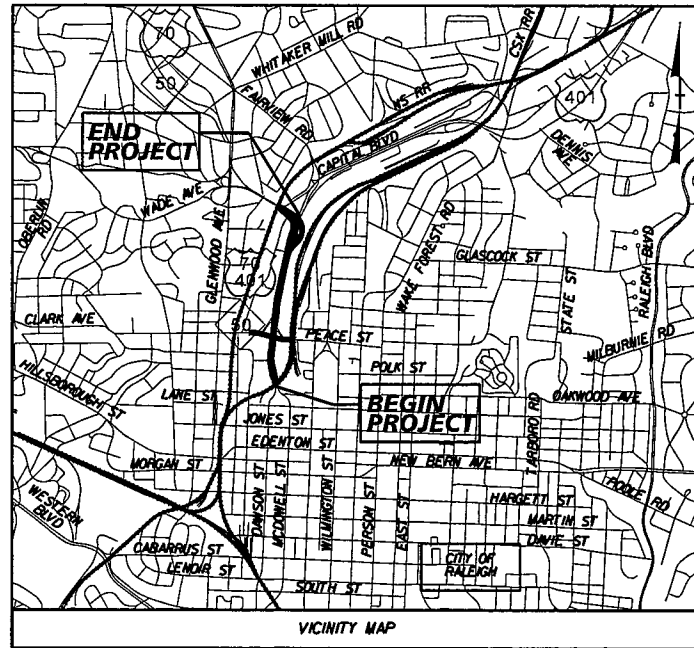 70
50
WHITAKER MILL RD
FAIRVIEW RD
CSX RR
NS RR
401
END
PROJECT
CAPITAL BLVD
DENNIS
AVE
WADE AVE
OBERLIN
RD
GLENWOOD AVE
WAKE FOREST RD
GLASCOCK ST
STATE ST
RALEIGH BLVD
70
401
50
CLARK AVE
PEACE ST
MILBURNIE RD
HILLSBOROUGH ST
POLK ST
LANE ST
BEGIN
PROJECT
OAKWOOD AVE
JONES ST
EDENTON ST
TARBORO RD
MORGAN ST
NEW BERN AVE
WESTERN
BLVD
DAWSON ST
MCDOWELL ST
WILMINGTON ST
PERSON ST
EAST ST
HARGETT ST
POOLE RD
MARTIN ST
DAVIE ST
CABARRUS ST
LENOIR ST
CITY OF
RALEIGH
SOUTH ST
VICINITY MAP